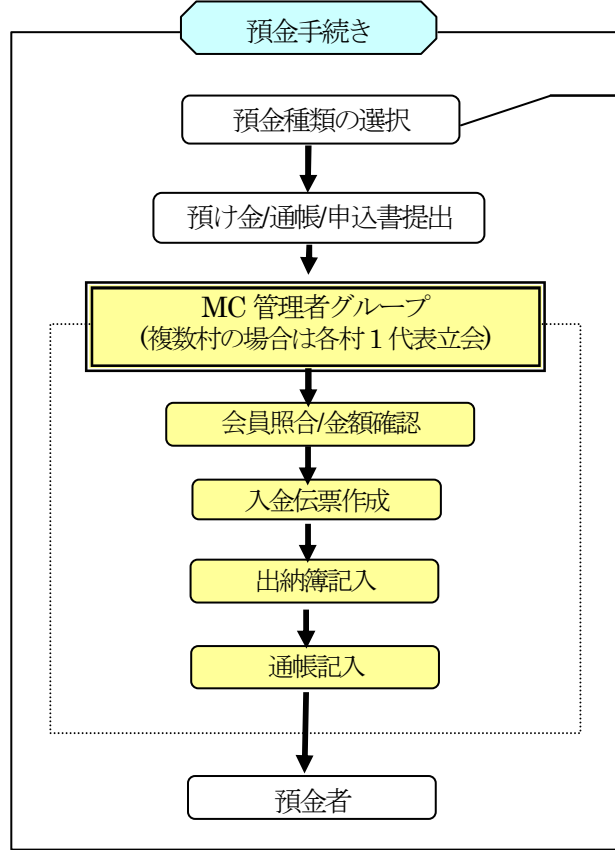 預金手続き
預金種類の選択
預け金/通帳/申込書提出
MC 管理者グループ
(複数村の場合は各村１代表立会)
会員照合/金額確認
入金伝票作成
出納簿記入
通帳記入
預金者